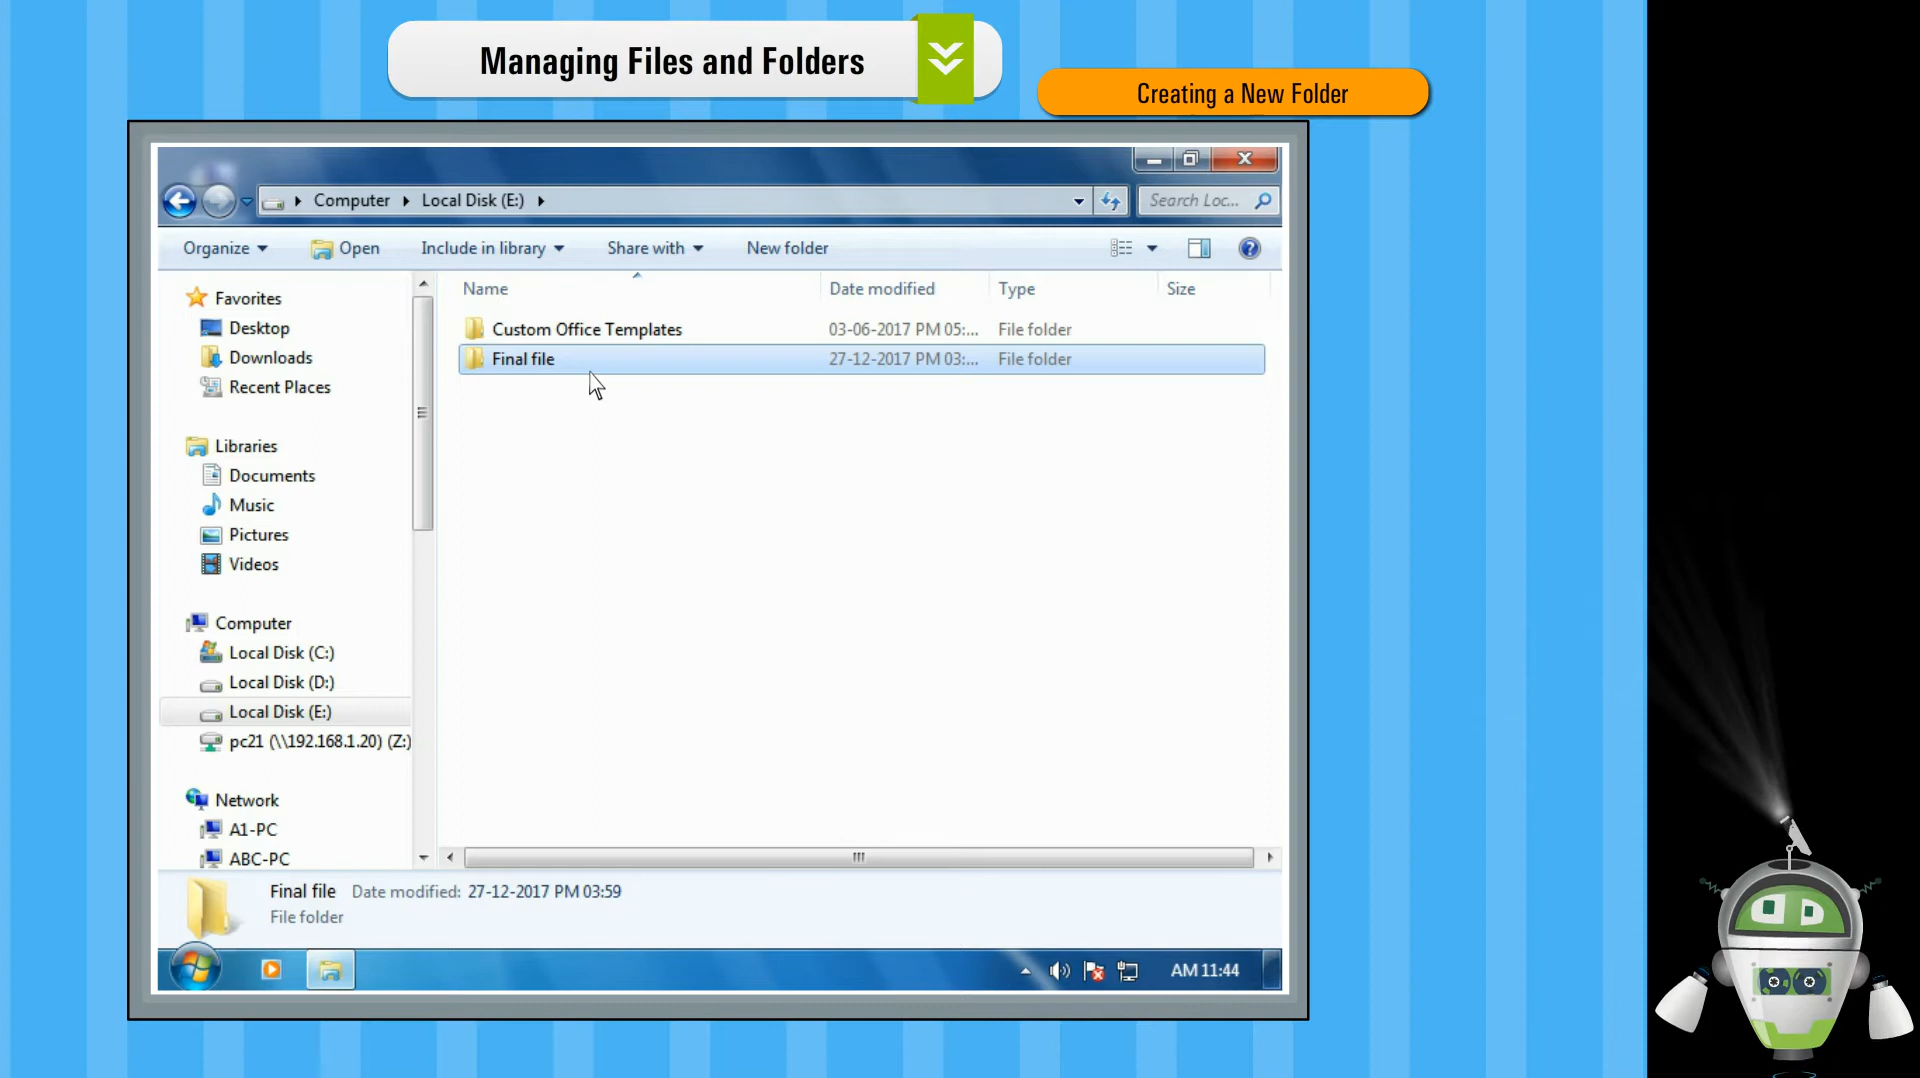 Managing Files and Folders
Creating a New Folder
Computer Local Disk (E:)
Search Loc...
Organize Open Include in library Share with New folder
Name Date modified Type Size
Custom Office Templates 03-06-2017 PM 05:... File folder
Final file 27-12-2017 PM 03:... File folder
Favorites
Desktop
Downloads
Recent Places
Libraries
Documents
Music
Pictures
Videos
Computer
Local Disk (C:)
Local Disk (D:)
Local Disk (E:)
pc21 (\\192.168.1.20) (Z:)
Network
A1-PC
ABC-PC
Final file Date modified: 27-12-2017 PM 03:59
File folder
AM 11:44